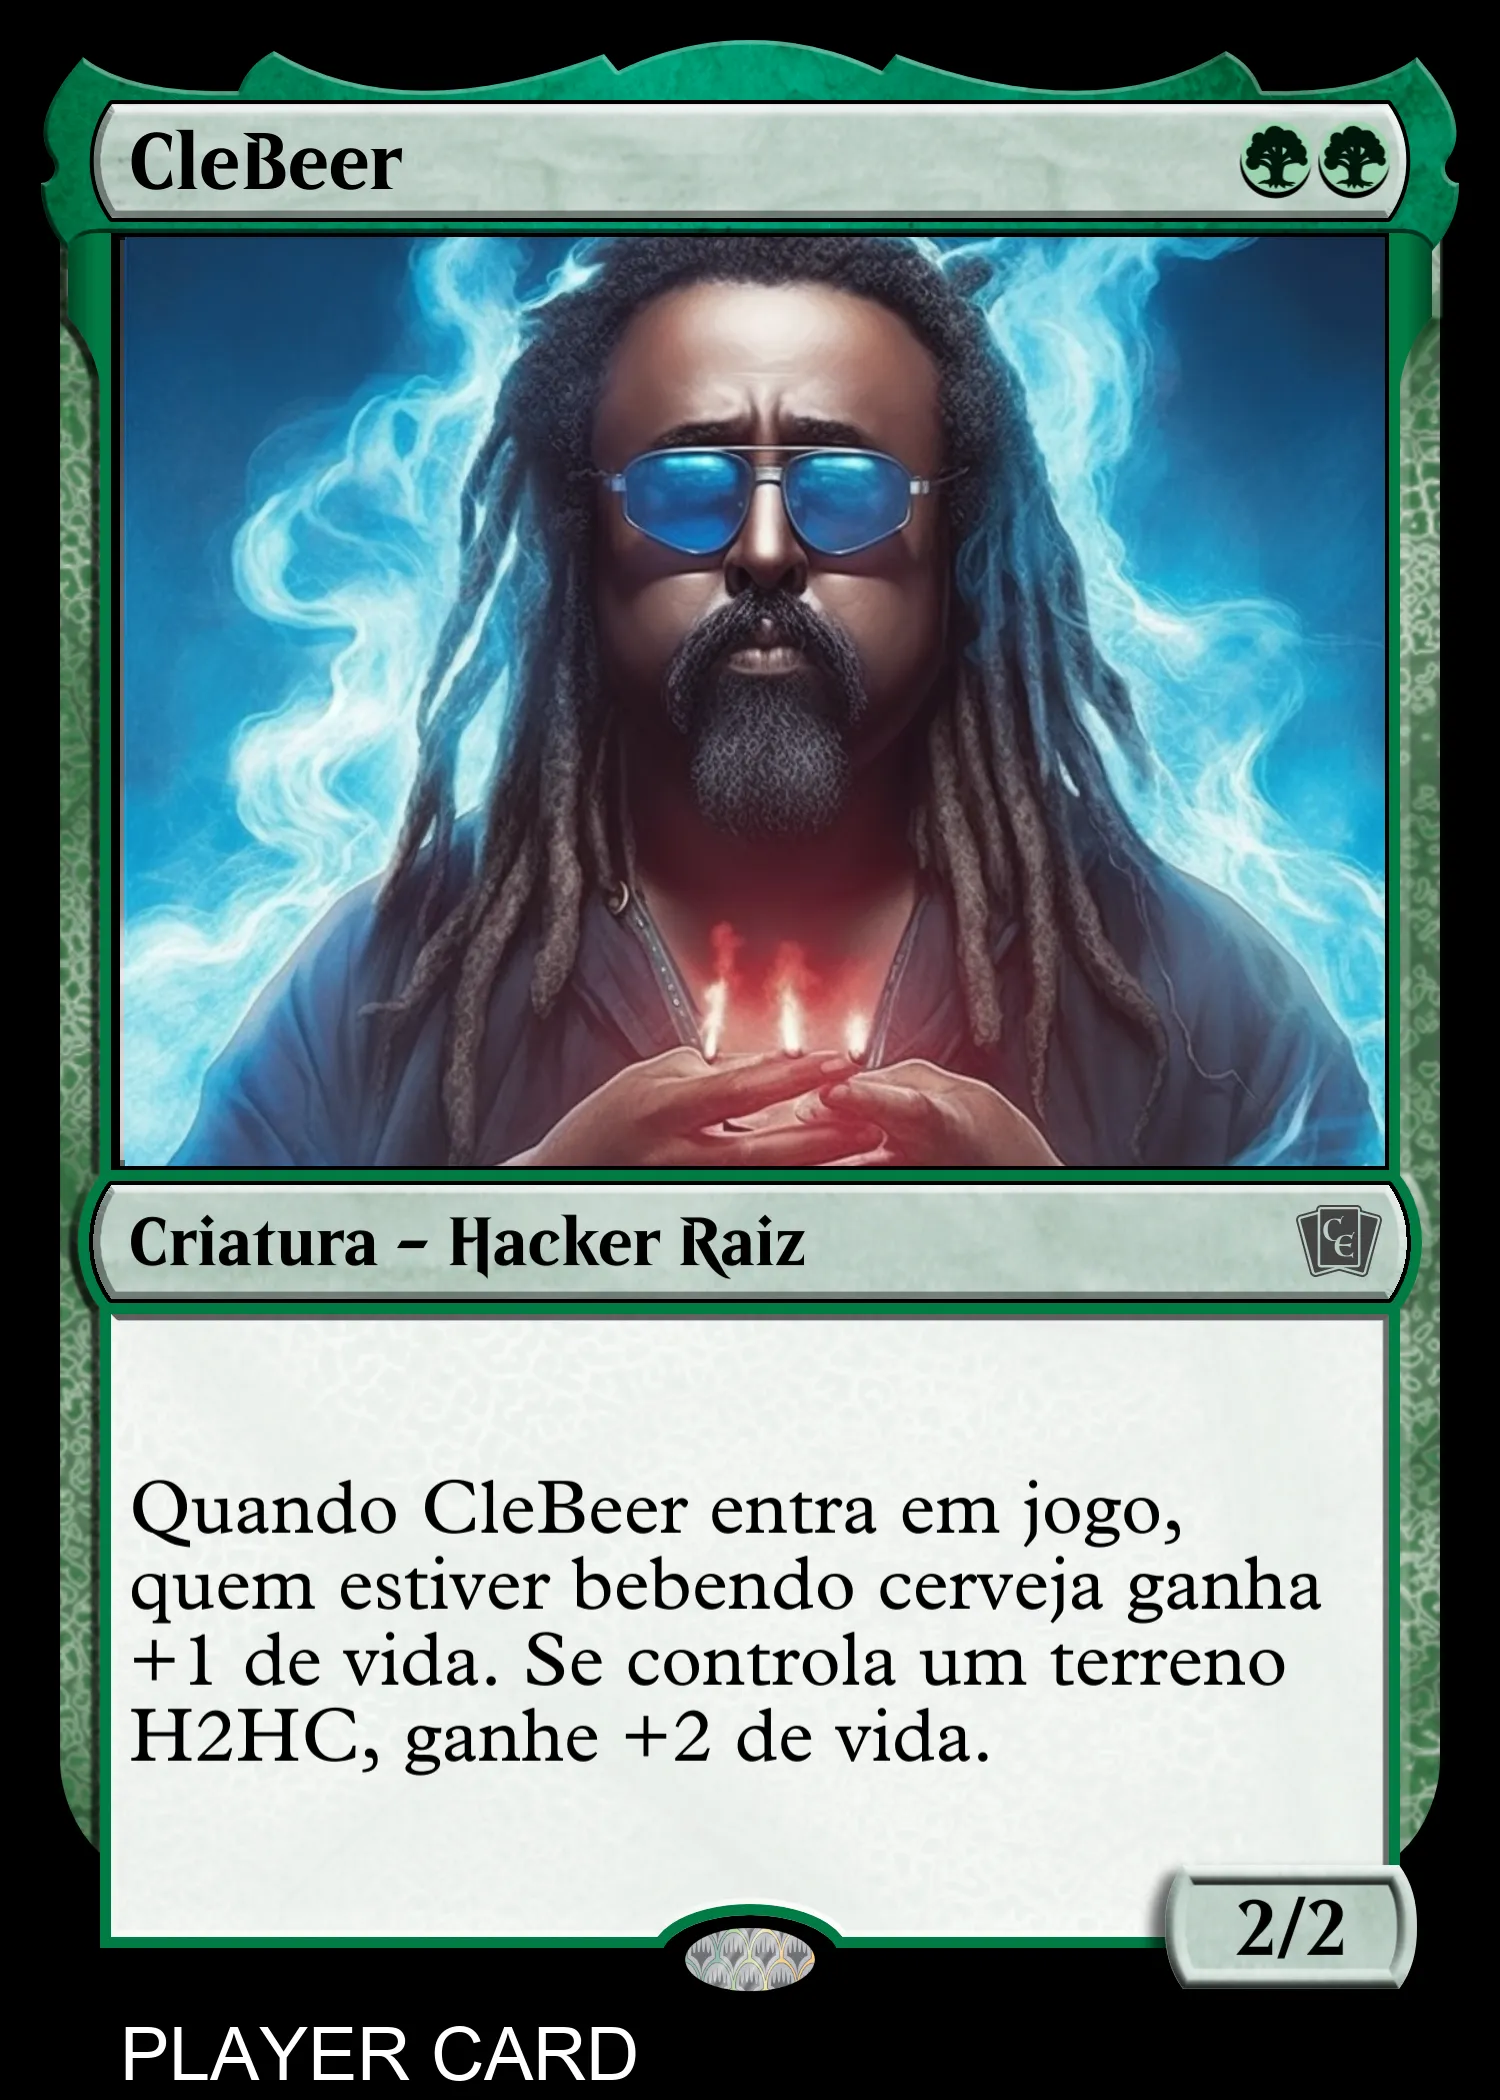 CleBeer
Criatura – Hacker Raiz
CE
Quando CleBeer entra em jogo,
quem estiver bebendo cerveja ganha
+1 de vida. Se controla um terreno
H2HC, ganhe +2 de vida.
2/2
PLAYER CARD